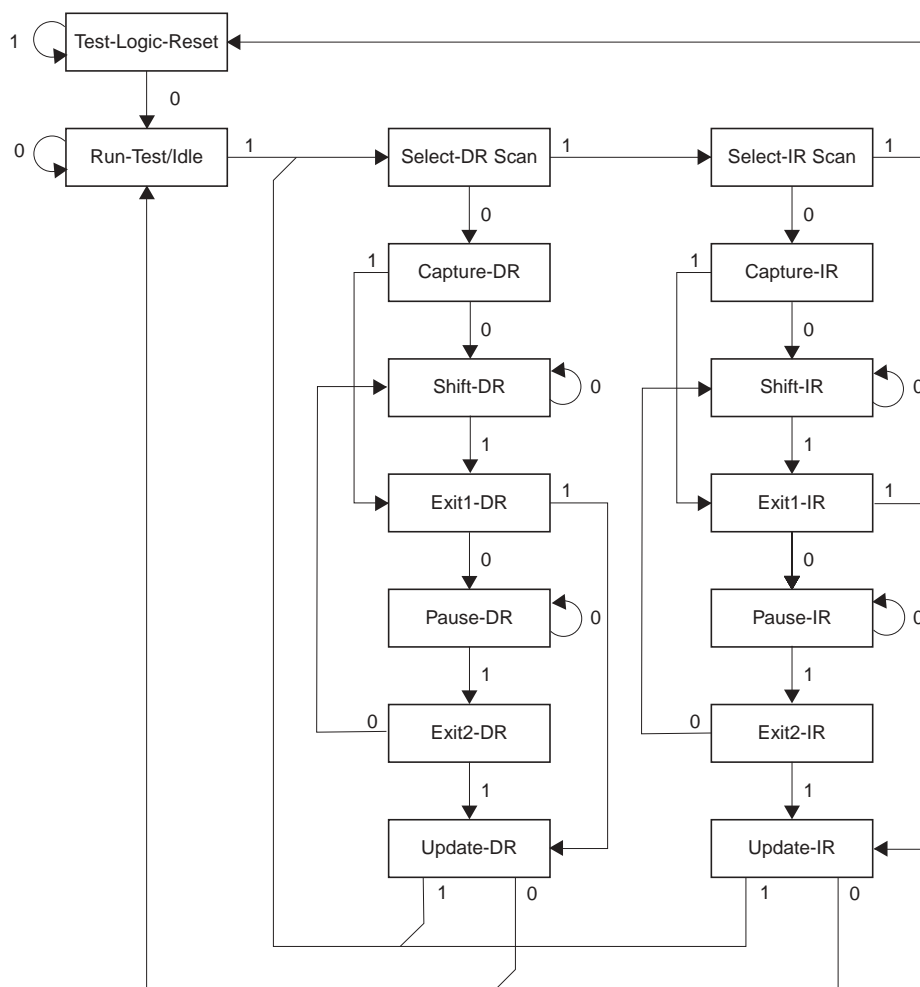 Test-Logic-Reset
1
0
Run-Test/Idle
0
1
Select-DR Scan
1
Select-IR Scan
1
0
0
1
Capture-DR
1
Capture-IR
0
0
Shift-DR
0
Shift-IR
0
1
1
Exit1-DR
1
Exit1-IR
1
0
0
Pause-DR
0
Pause-IR
0
1
1
0
Exit2-DR
0
Exit2-IR
1
1
Update-DR
Update-IR
1
0
1
0